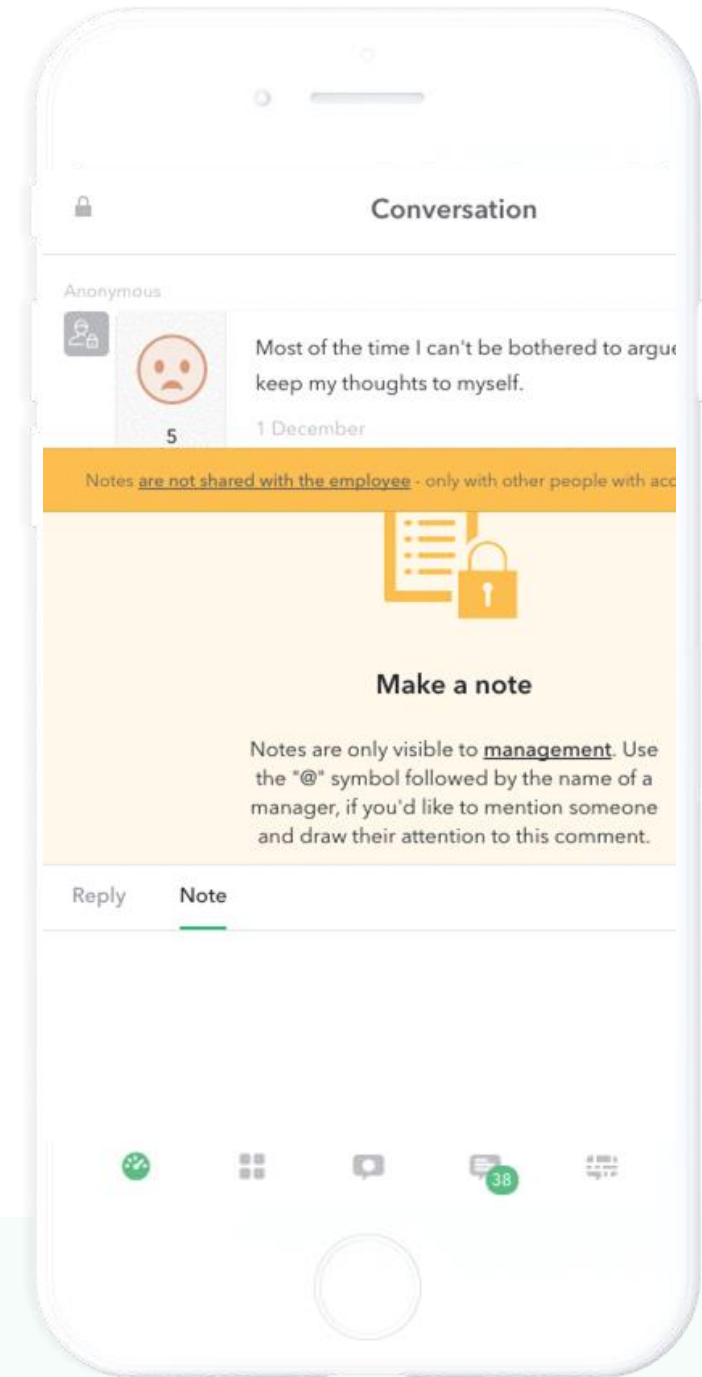 Conversation
Anonymous
Most of the time I can't be bothered to argue
keep my thoughts to myself.
5
1 December
Notes are not shared with the employee - only with other people with acc
Make a note
Notes are only visible to management. Use
the "@" symbol followed by the name of a
manager, if you'd like to mention someone
and draw their attention to this comment.
Reply Note
38